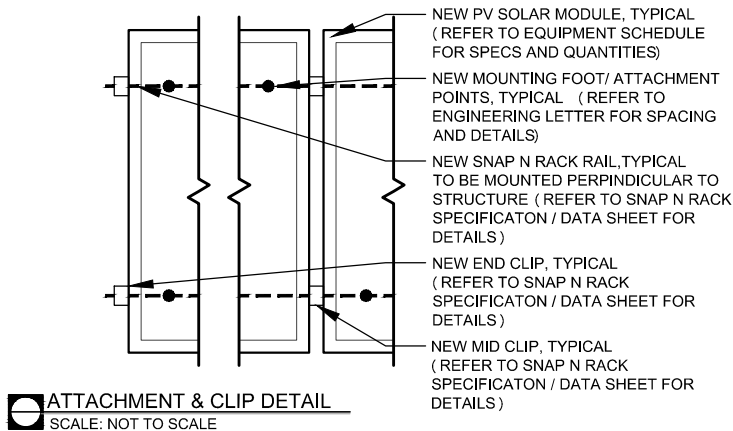 NEW PV SOLAR MODULE, TYPICAL
( REFER TO EQUIPMENT SCHEDULE
FOR SPECS AND QUANTITIES)
NEW MOUNTING FOOT/ ATTACHMENT
POINTS, TYPICAL ( REFER TO
ENGINEERING LETTER FOR SPACING
AND DETAILS)
NEW SNAP N RACK RAIL,TYPICAL
TO BE MOUNTED PERPINDICULAR TO
STRUCTURE ( REFER TO SNAP N RACK
SPECIFICATON / DATA SHEET FOR
DETAILS )
NEW END CLIP, TYPICAL
( REFER TO SNAP N RACK
SPECIFICATON / DATA SHEET FOR
DETAILS )
NEW MID CLIP, TYPICAL
( REFER TO SNAP N RACK
SPECIFICATON / DATA SHEET FOR
DETAILS )
ATTACHMENT & CLIP DETAIL
SCALE: NOT TO SCALE